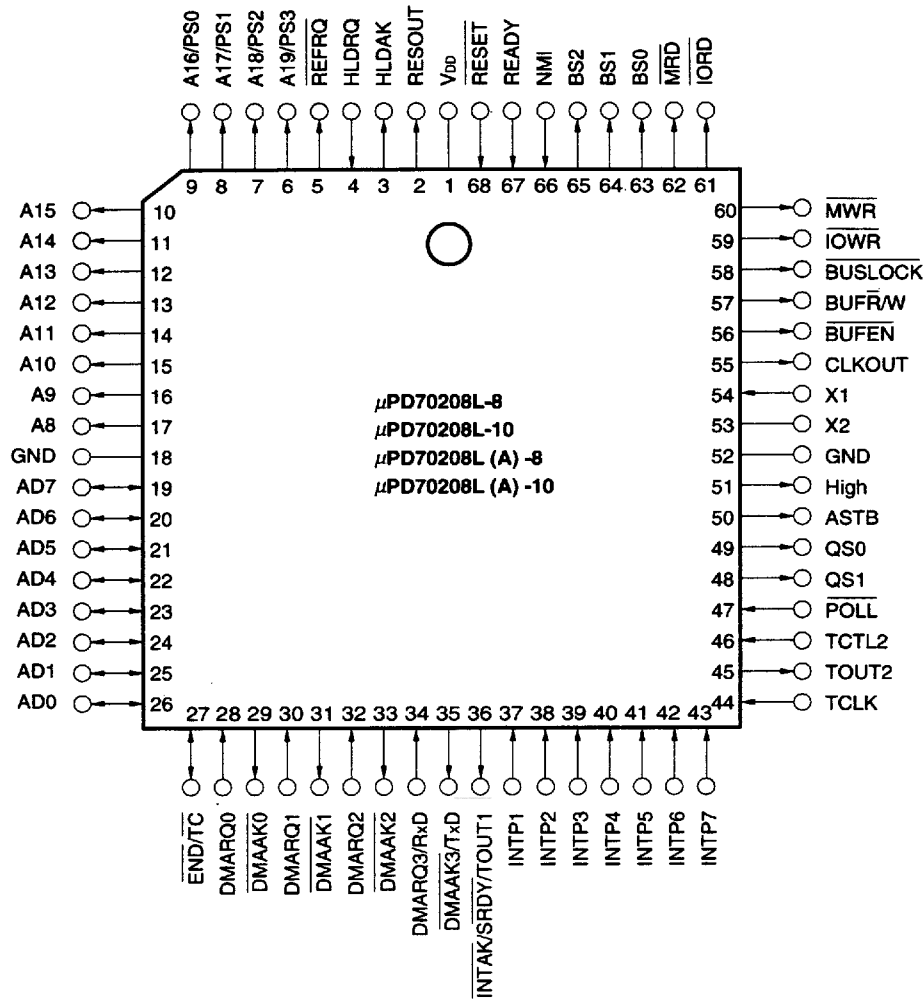 A16/PS0
A17/PS1
A18/PS2
A19/PS3
REFRQ
HLDRQ
HLDAK
RESOUT
VDD
RESET
READY
NMI
BS2
BS1
BS0
MRD
IORD
9 8 7 6 5 4 3 2 1 68 67 66 65 64 63 62 61
A15 10
A14 11
A13 12
A12 13
A11 14
A10 15
A9 16
A8 17
GND 18
AD7 19
AD6 20
AD5 21
AD4 22
AD3 23
AD2 24
AD1 25
AD0 26
μPD70208L-8
μPD70208L-10
μPD70208L (A) -8
μPD70208L (A) -10
60 MWR
59 IOWR
58 BUSLOCK
57 BUFR/W
56 BUFEN
55 CLKOUT
54 X1
53 X2
52 GND
51 High
50 ASTB
49 QS0
48 QS1
47 POLL
46 TCTL2
45 TOUT2
44 TCLK
27 28 29 30 31 32 33 34 35 36 37 38 39 40 41 42 43
END/TC
DMARQ0
DMAAK0
DMARQ1
DMAAK1
DMARQ2
DMAAK2
DMARQ3/RxD
DMAAK3/TxD
INTAK/SRDY/TOUT1
INTP1
INTP2
INTP3
INTP4
INTP5
INTP6
INTP7